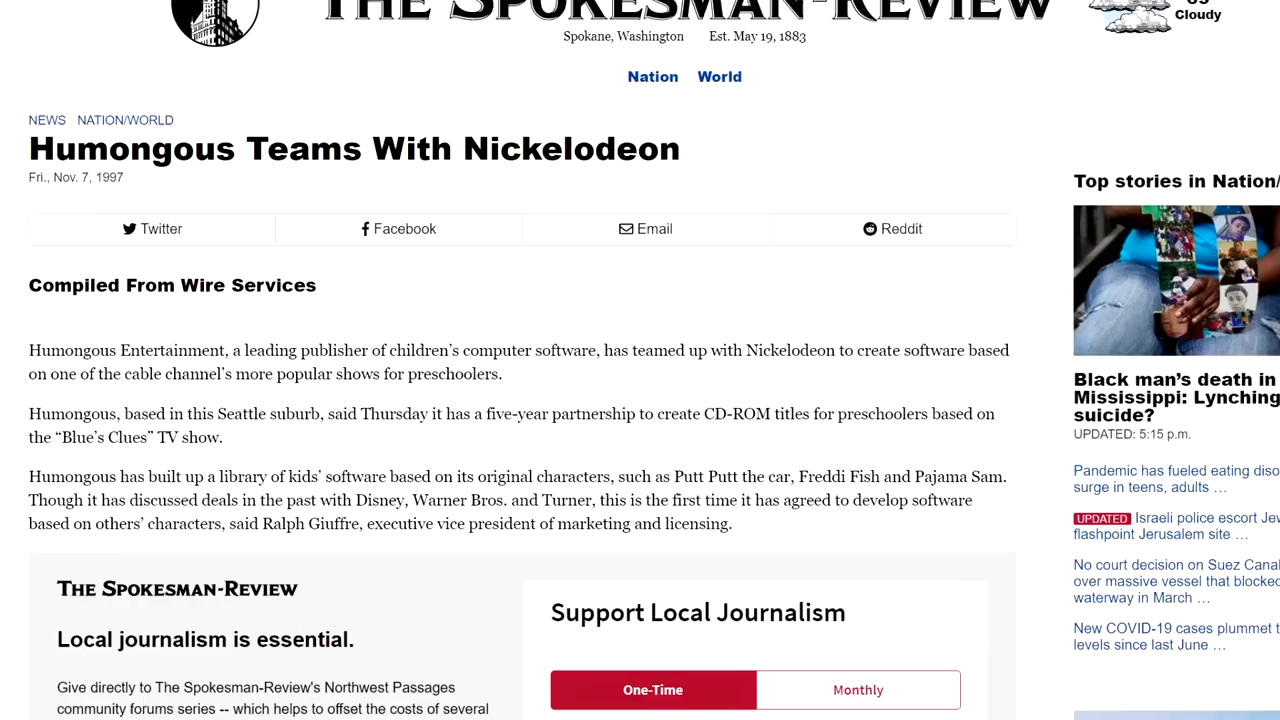 THE SPOKESMAN-REVIEW
Cloudy
Spokane, Washington Est. May 19, 1883
Nation World
NEWS NATION/WORLD
Humongous Teams With Nickelodeon
Fri., Nov. 7, 1997
Twitter Facebook Email Reddit
Compiled From Wire Services
Humongous Entertainment, a leading publisher of children’s computer software, has teamed up with Nickelodeon to create software based
on one of the cable channel’s more popular shows for preschoolers.
Humongous, based in this Seattle suburb, said Thursday it has a five-year partnership to create CD-ROM titles for preschoolers based on
the “Blue’s Clues” TV show.
Humongous has built up a library of kids’ software based on its original characters, such as Putt Putt the car, Freddi Fish and Pajama Sam.
Though it has discussed deals in the past with Disney, Warner Bros. and Turner, this is the first time it has agreed to develop software
based on others’ characters, said Ralph Giuffre, executive vice president of marketing and licensing.
THE SPOKESMAN-REVIEW
Local journalism is essential.
Give directly to The Spokesman-Review's Northwest Passages
community forums series -- which helps to offset the costs of several
Support Local Journalism
One-Time Monthly
Top stories in Nation/
Black man’s death in
Mississippi: Lynching
suicide?
UPDATED: 5:15 p.m.
Pandemic has fueled eating diso
surge in teens, adults …
UPDATED Israeli police escort Jew
flashpoint Jerusalem site …
No court decision on Suez Canal
over massive vessel that blocked
waterway in March …
New COVID-19 cases plummet t
levels since last June …